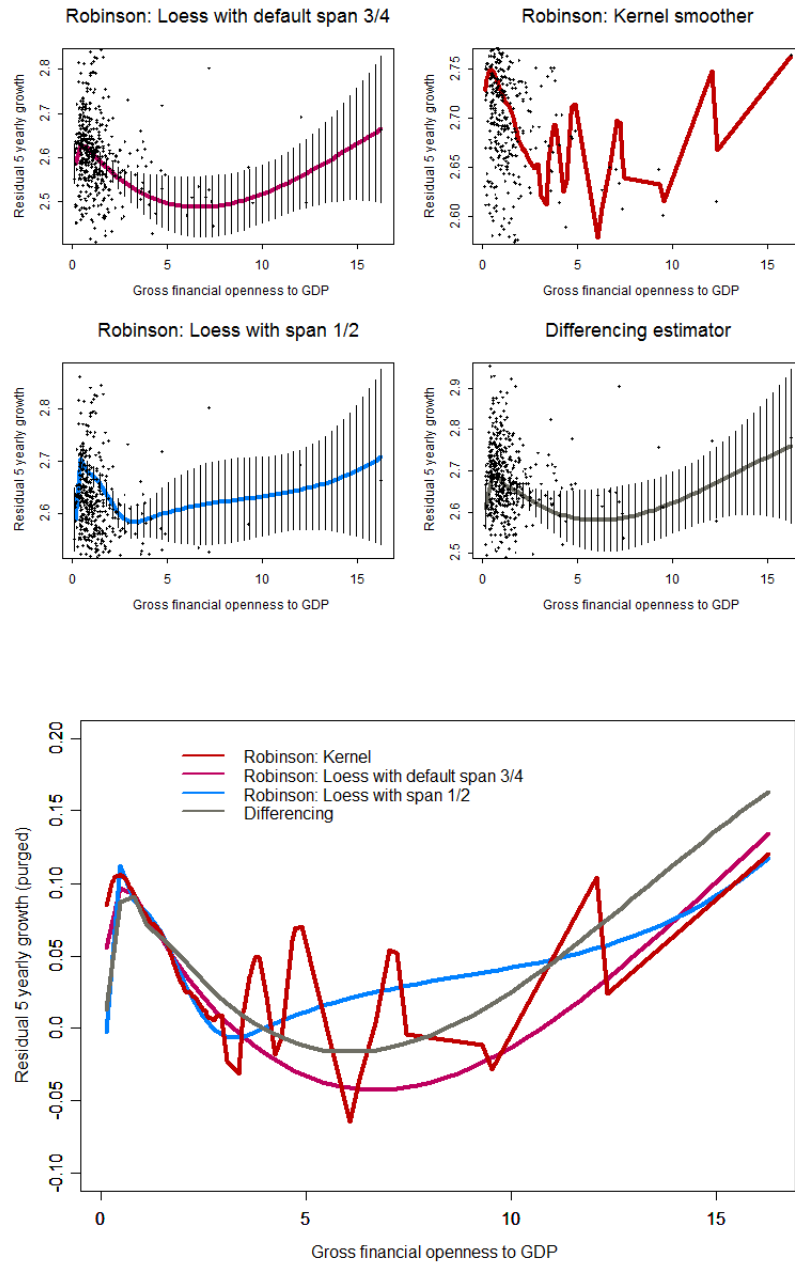 Robinson: Loess with default span 3/4
Residual 5 yearly growth
2.8
2.7
2.6
2.5
0 5 10 15
Gross financial openness to GDP
Robinson: Kernel smoother
Residual 5 yearly growth
2.75
2.70
2.65
2.60
0 5 10 15
Gross financial openness to GDP
Robinson: Loess with span 1/2
Residual 5 yearly growth
2.8
2.7
2.6
0 5 10 15
Gross financial openness to GDP
Differencing estimator
Residual 5 yearly growth
2.9
2.8
2.7
2.6
2.5
0 5 10 15
Gross financial openness to GDP
Residual 5 yearly growth (purged)
0.20
0.15
0.10
0.05
0.0
-0.05
-0.10
Robinson: Kernel
Robinson: Loess with default span 3/4
Robinson: Loess with span 1/2
Differencing
0 5 10 15
Gross financial openness to GDP